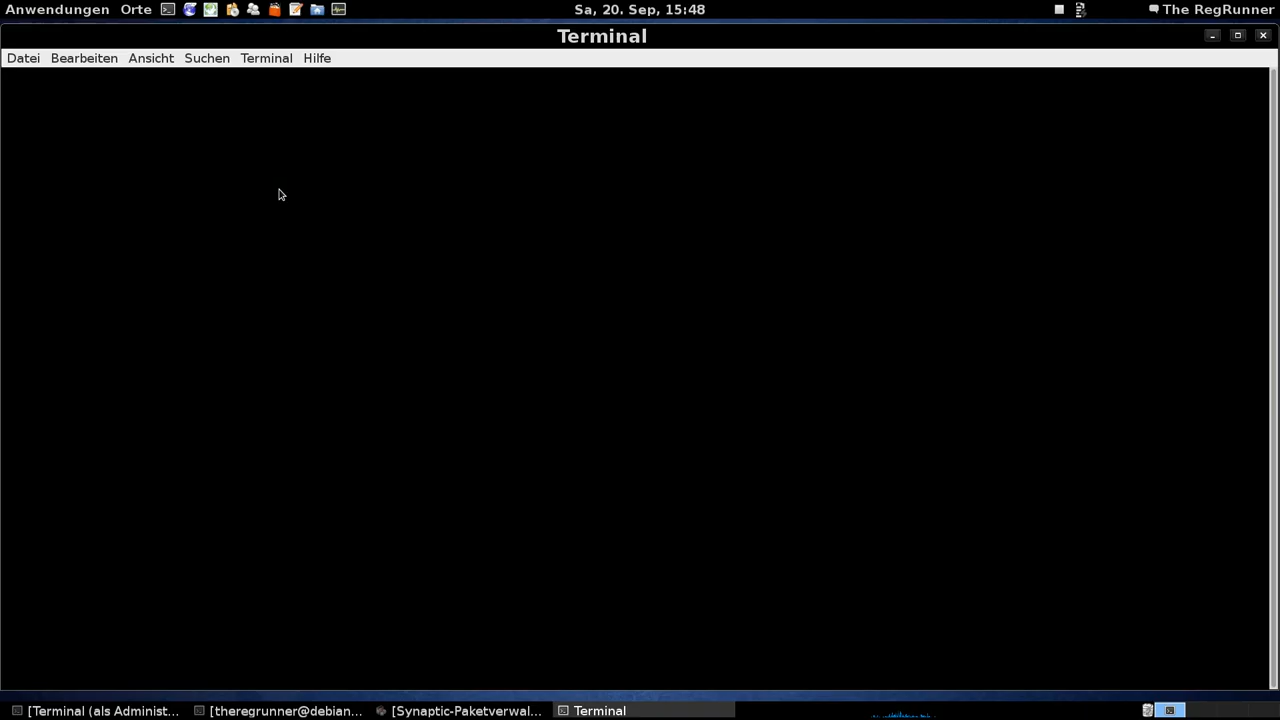 Anwendungen Orte Sa, 20. Sep, 15:48 The RegRunner
Terminal
Datei Bearbeiten Ansicht Suchen Terminal Hilfe
[Terminal (als Administ... [theregrunner@debian... [Synaptic-Paketverwal... Terminal